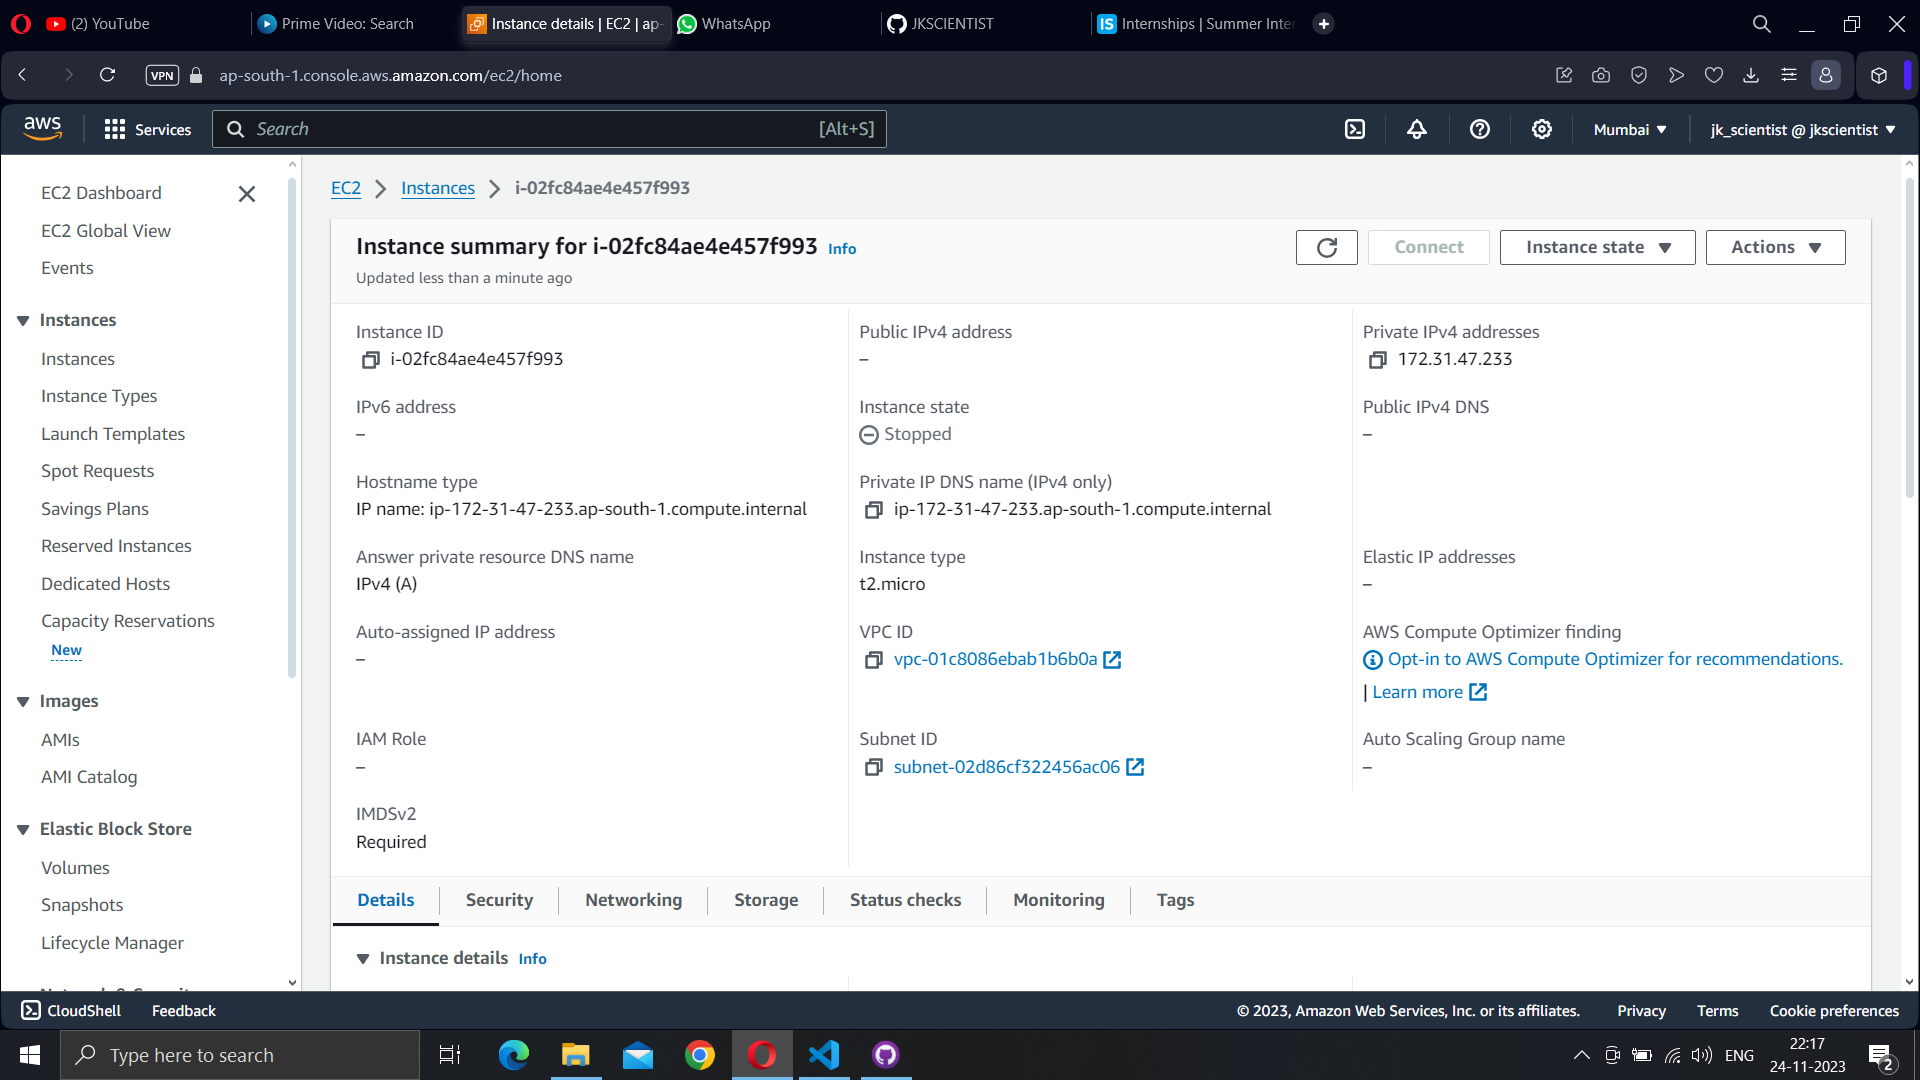 (2) YouTube
Prime Video: Search
Instance details | EC2 | ap-
WhatsApp
JKSCIENTIST
IS
Internships | Summer Inter
VPN
ap-south-1.console.aws.amazon.com/ec2/home
aws
Services
Search
[Alt+S]
Mumbai
jk_scientist @ jkscientist
EC2 Dashboard
EC2 Global View
Events
Instances
Instances
Instance Types
Launch Templates
Spot Requests
Savings Plans
Reserved Instances
Dedicated Hosts
Capacity Reservations
New
Images
AMIs
AMI Catalog
Elastic Block Store
Volumes
Snapshots
Lifecycle Manager
EC2
Instances
i-02fc84ae4e457f993
Instance summary for i-02fc84ae4e457f993 Info
Updated less than a minute ago
Connect
Instance state
Actions
Instance ID
i-02fc84ae4e457f993
Public IPv4 address
–
Private IPv4 addresses
172.31.47.233
IPv6 address
–
Instance state
Stopped
Public IPv4 DNS
–
Hostname type
IP name: ip-172-31-47-233.ap-south-1.compute.internal
Private IP DNS name (IPv4 only)
ip-172-31-47-233.ap-south-1.compute.internal
Answer private resource DNS name
IPv4 (A)
Instance type
t2.micro
Elastic IP addresses
–
Auto-assigned IP address
–
VPC ID
vpc-01c8086ebab1b6b0a
AWS Compute Optimizer finding
Opt-in to AWS Compute Optimizer for recommendations.
| Learn more
IAM Role
–
Subnet ID
subnet-02d86cf322456ac06
Auto Scaling Group name
–
IMDSv2
Required
Details
Security
Networking
Storage
Status checks
Monitoring
Tags
Instance details Info
CloudShell
Feedback
© 2023, Amazon Web Services, Inc. or its affiliates.
Privacy
Terms
Cookie preferences
Type here to search
ENG
22:17
24-11-2023
2